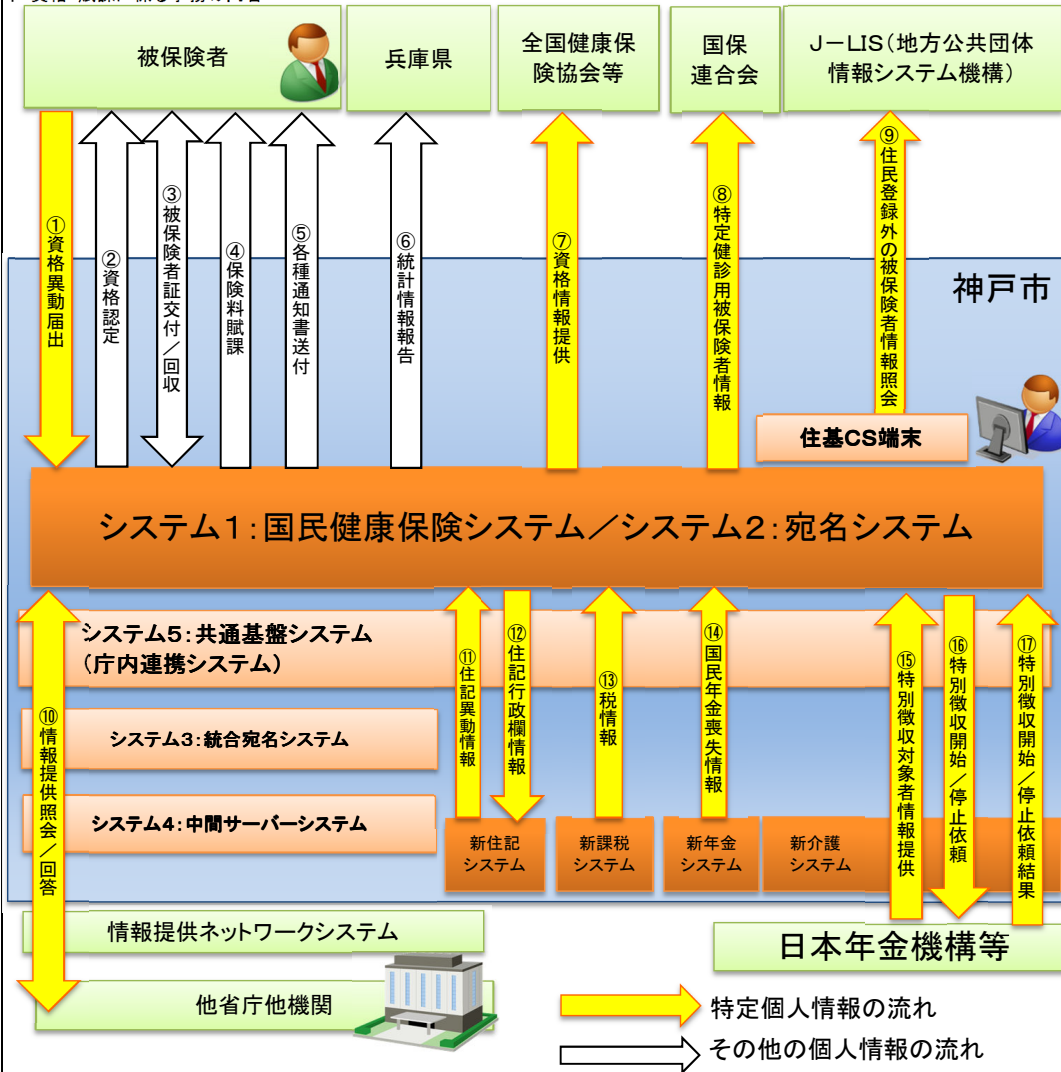 被保険者
兵庫県
全国健康保
険協会等
国保
連合会
J－LIS（地方公共団体
情報システム機構）
①資格異動届出
②資格認定
③被保険者証交付／回収
④保険料賦課
⑤各種通知書送付
⑥統計情報報告
⑦資格情報提供
⑧特定健診用被保険者情報
⑨住民登録外の被保険者情報照会
神戸市
住基CS端末
システム1：国民健康保険システム／システム2：宛名システム
システム5：共通基盤システム
（庁内連携システム）
システム3：統合宛名システム
システム4：中間サーバーシステム
⑩情報提供照会／回答
⑪住記異動情報
⑫住記行政欄情報
⑬税情報
⑭国民年金喪失情報
⑮特別徴収対象者情報提供
⑯特別徴収開始／停止依頼
⑰特別徴収開始／停止依頼結果
新住記
システム
新課税
システム
新年金
システム
新介護
システム
情報提供ネットワークシステム
他省庁他機関
日本年金機構等
特定個人情報の流れ
その他の個人情報の流れ